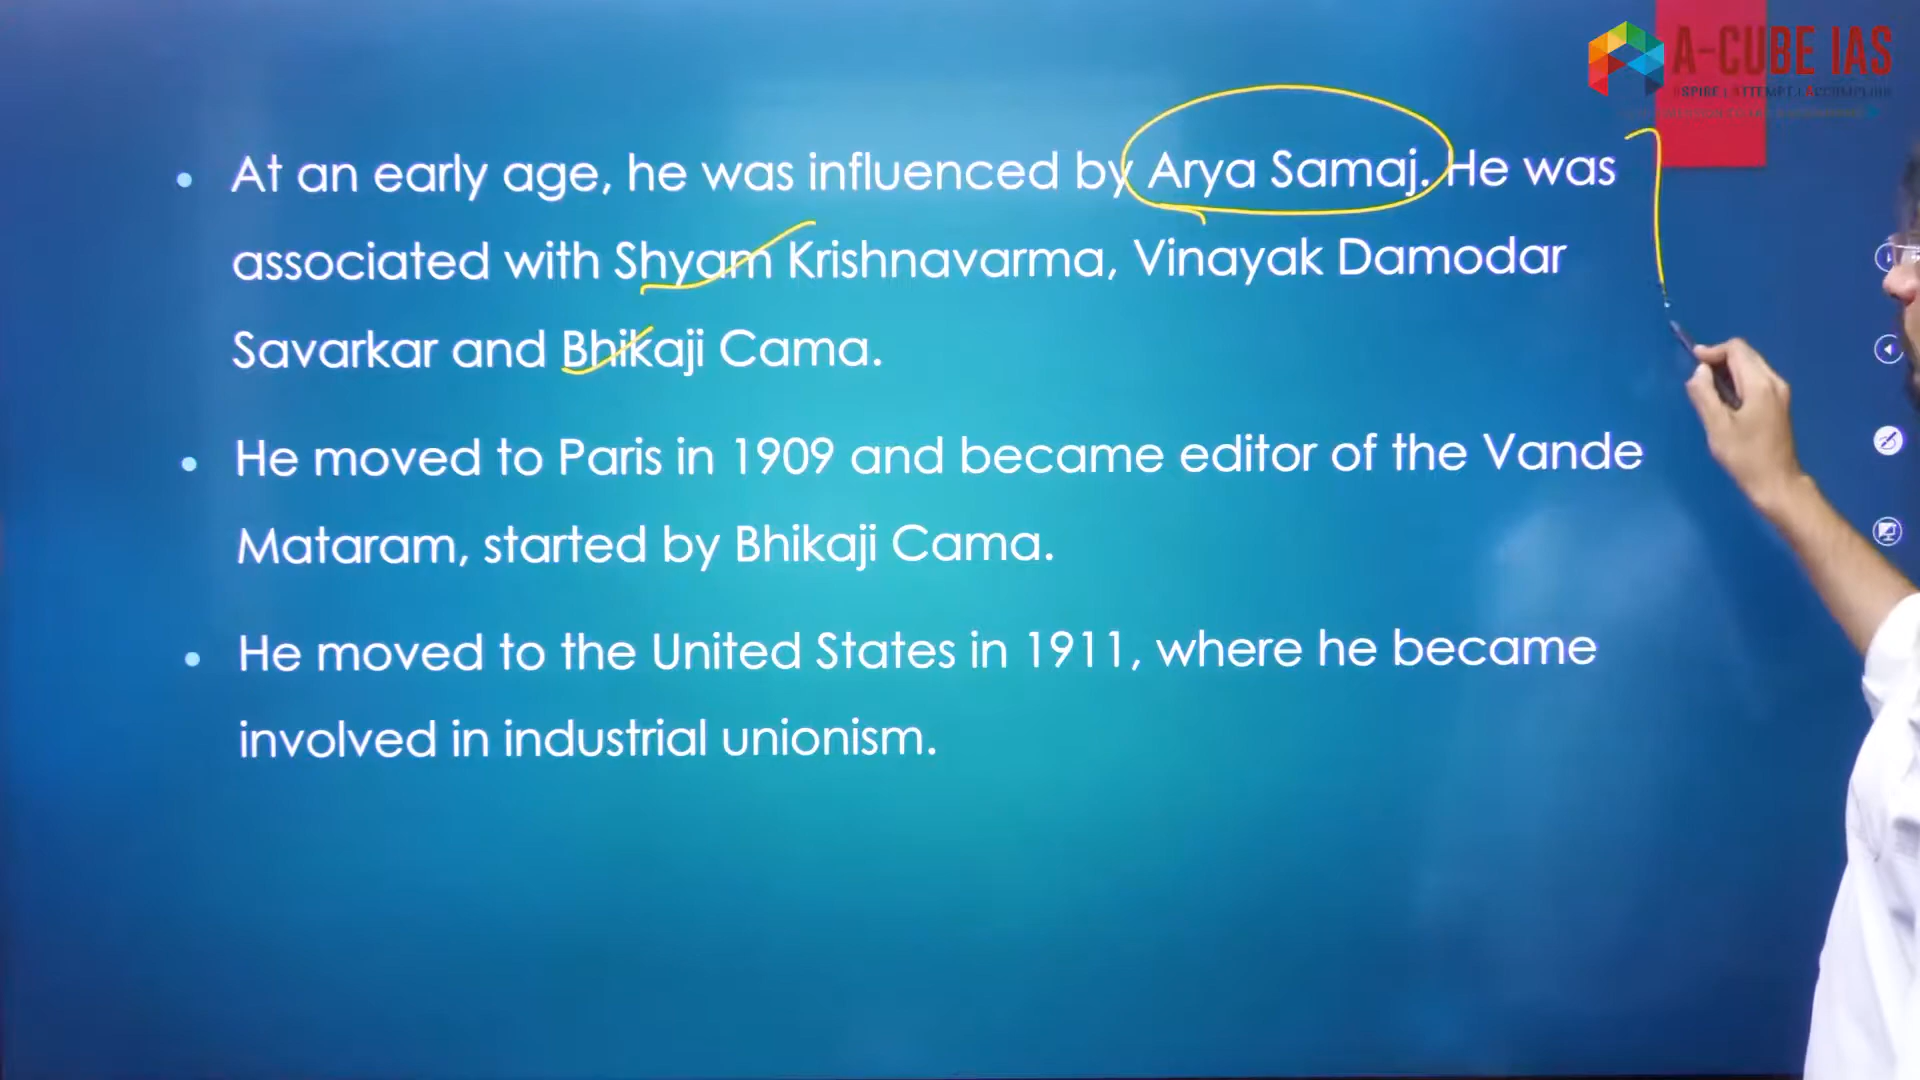 A-CUBE IAS
At an early age, he was influenced by Arya Samaj. He was
associated with Shyam Krishnavarma, Vinayak Damodar
Savarkar and Bhikaji Cama.
He moved to Paris in 1909 and became editor of the Vande
Mataram, started by Bhikaji Cama.
He moved to the United States in 1911, where he became
involved in industrial unionism.